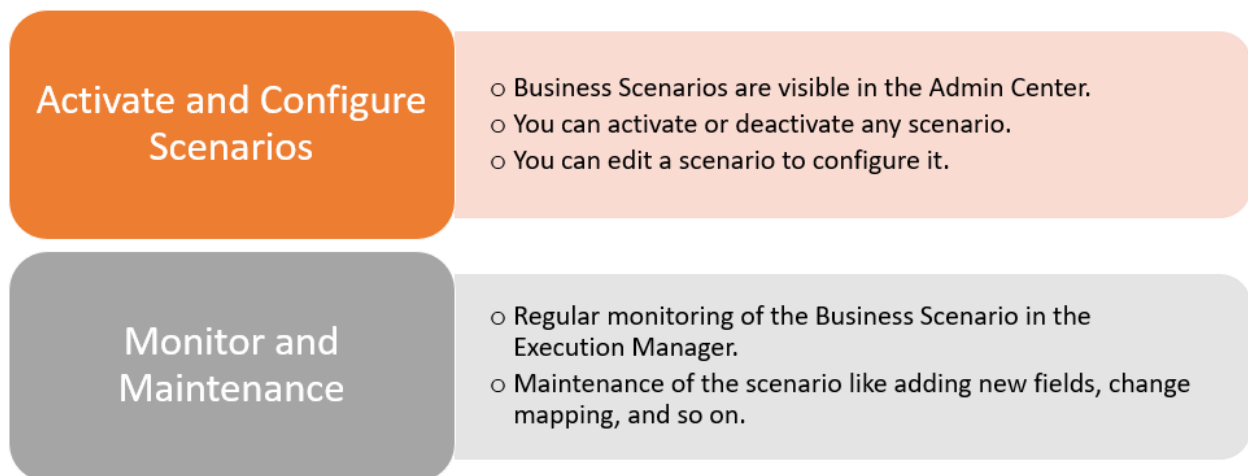 Activate and Configure
Scenarios
○ Business Scenarios are visible in the Admin Center.
○ You can activate or deactivate any scenario.
○ You can edit a scenario to configure it.
Monitor and
Maintenance
○ Regular monitoring of the Business Scenario in the
Execution Manager.
○ Maintenance of the scenario like adding new fields, change
mapping, and so on.